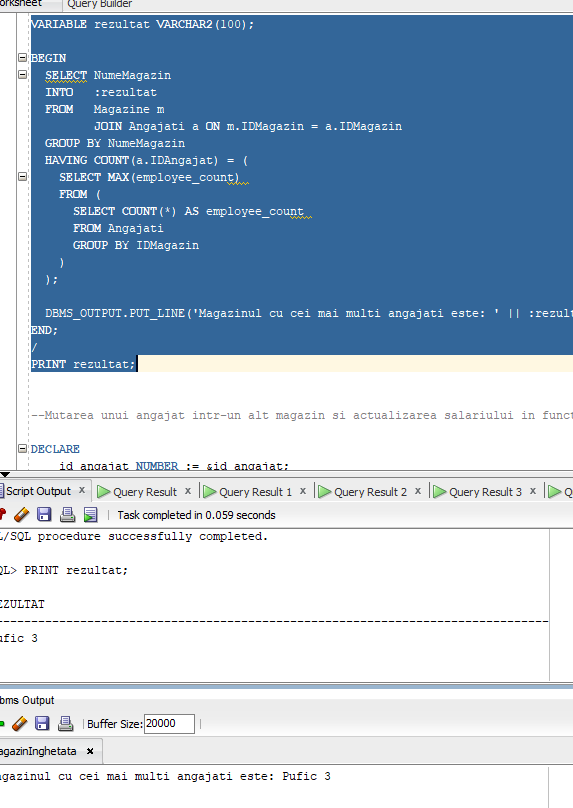 orksheet Query Builder
VARIABLE rezultat VARCHAR2(100);
BEGIN
SELECT NumeMagazin
INTO :rezultat
FROM Magazine m
JOIN Angajati a ON m.IDMagazin = a.IDMagazin
GROUP BY NumeMagazin
HAVING COUNT(a.IDAngajat) = (
SELECT MAX(employee_count)
FROM (
SELECT COUNT(*) AS employee_count
FROM Angajati
GROUP BY IDMagazin
)
);
DBMS_OUTPUT.PUT_LINE('Magazinul cu cei mai multi angajati este: ' || :rezult
END;
/
PRINT rezultat;
--Mutarea unui angajat intr-un alt magazin si actualizarea salariului in funct
DECLARE
id_angajat NUMBER := &id_angajat;
Script Output x Query Result x Query Result 1 x Query Result 2 x Query Result 3 x Q
Task completed in 0.059 seconds
L/SQL procedure successfully completed.
QL> PRINT rezultat;
EZULTAT
--------------------------------------------------------------------------------
ufic 3
bms Output
Buffer Size: 20000
agazinInghetata x
agazinul cu cei mai multi angajati este: Pufic 3